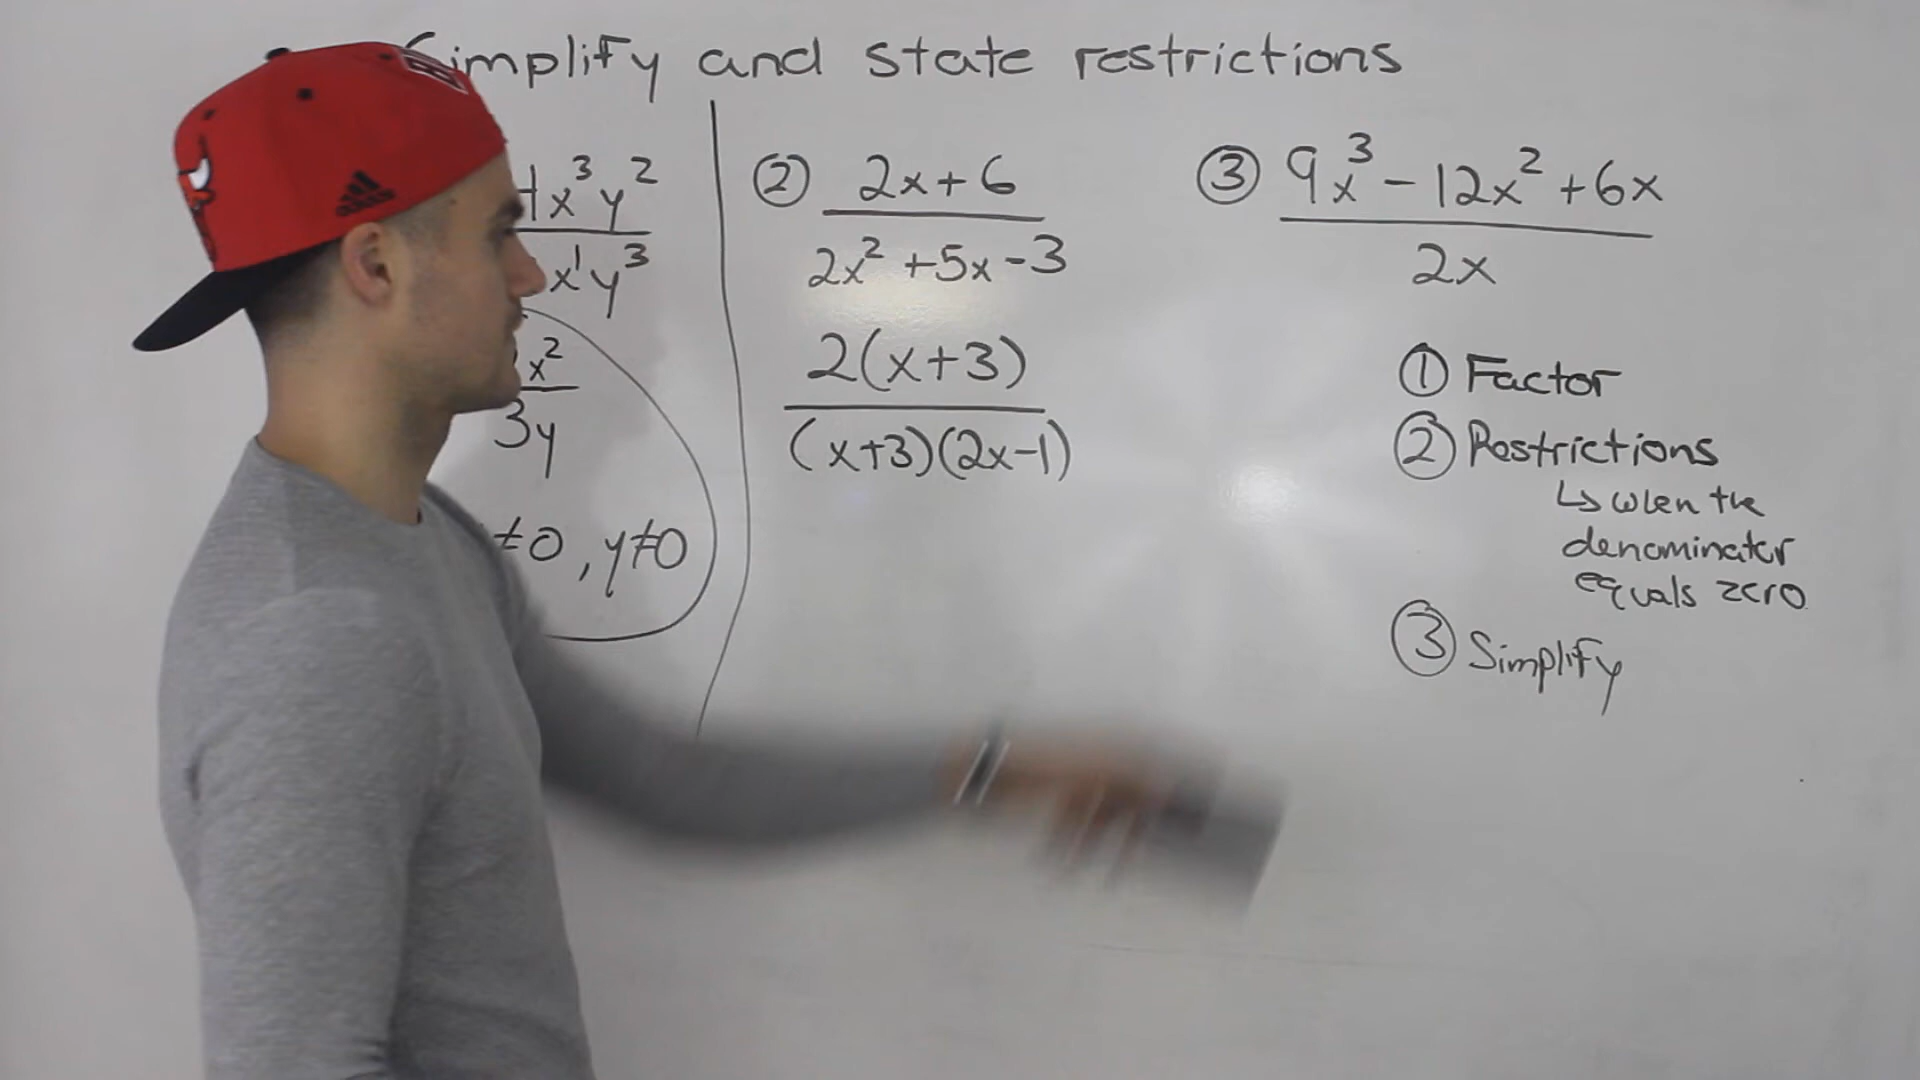 Simplify and state restrictions
x³y²
x¹y³
x²
3y
≠0, y≠0
② 2x+6
2x²+5x-3
2(x+3)
(x+3)(2x-1)
③ 9x³-12x²+6x
2x
① Factor
② Restrictions
↳ when the
denominator
equals zero
③ Simplify